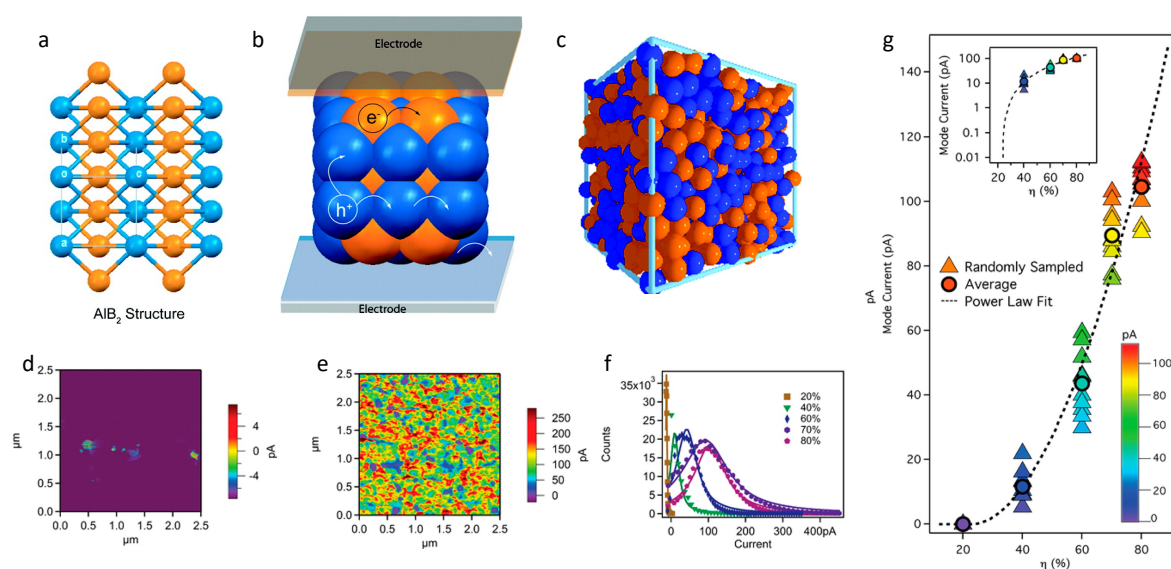 a
b
o
c
a
AlB2 Structure
b
Electrode
e-
h+
Electrode
c
d
2.5
2.0
1.5
1.0
0.5
0.0
µm
0.0 0.5 1.0 1.5 2.0 2.5
µm
4
0
-4
pA
e
2.5
2.0
1.5
1.0
0.5
0.0
µm
0.0 0.5 1.0 1.5 2.0 2.5
µm
250
200
150
100
50
0
pA
f
35x10³
30
25
20
15
10
5
0
Counts
20%
40%
60%
70%
80%
0 100 200 300 400pA
Current
g
140
120
100
80
60
40
20
0
pA
Mode Current (pA)
20 40 60 80
η (%)
Mode Current (pA)
100
10
1
0.1
0.01
20 40 60 80
η (%)
Randomly Sampled
Average
Power Law Fit
pA
100
80
60
40
20
0